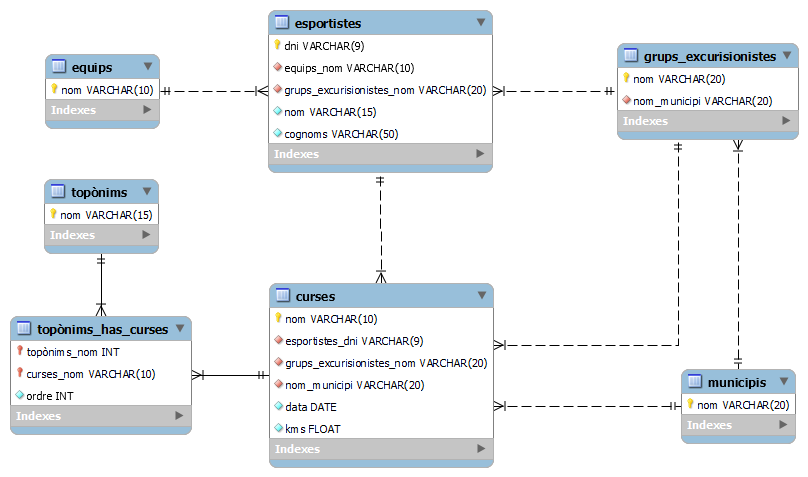 equips
nom VARCHAR(10)
Indexes
esportistes
dni VARCHAR(9)
equips_nom VARCHAR(10)
grups_excurisionistes_nom VARCHAR(20)
nom VARCHAR(15)
cognoms VARCHAR(50)
Indexes
grups_excurisionistes
nom VARCHAR(20)
nom_municipi VARCHAR(20)
Indexes
topònims
nom VARCHAR(15)
Indexes
topònims_has_curses
topònims_nom INT
curses_nom VARCHAR(10)
ordre INT
Indexes
curses
nom VARCHAR(10)
esportistes_dni VARCHAR(9)
grups_excurisionistes_nom VARCHAR(20)
nom_municipi VARCHAR(20)
data DATE
kms FLOAT
Indexes
municipis
nom VARCHAR(20)
Indexes